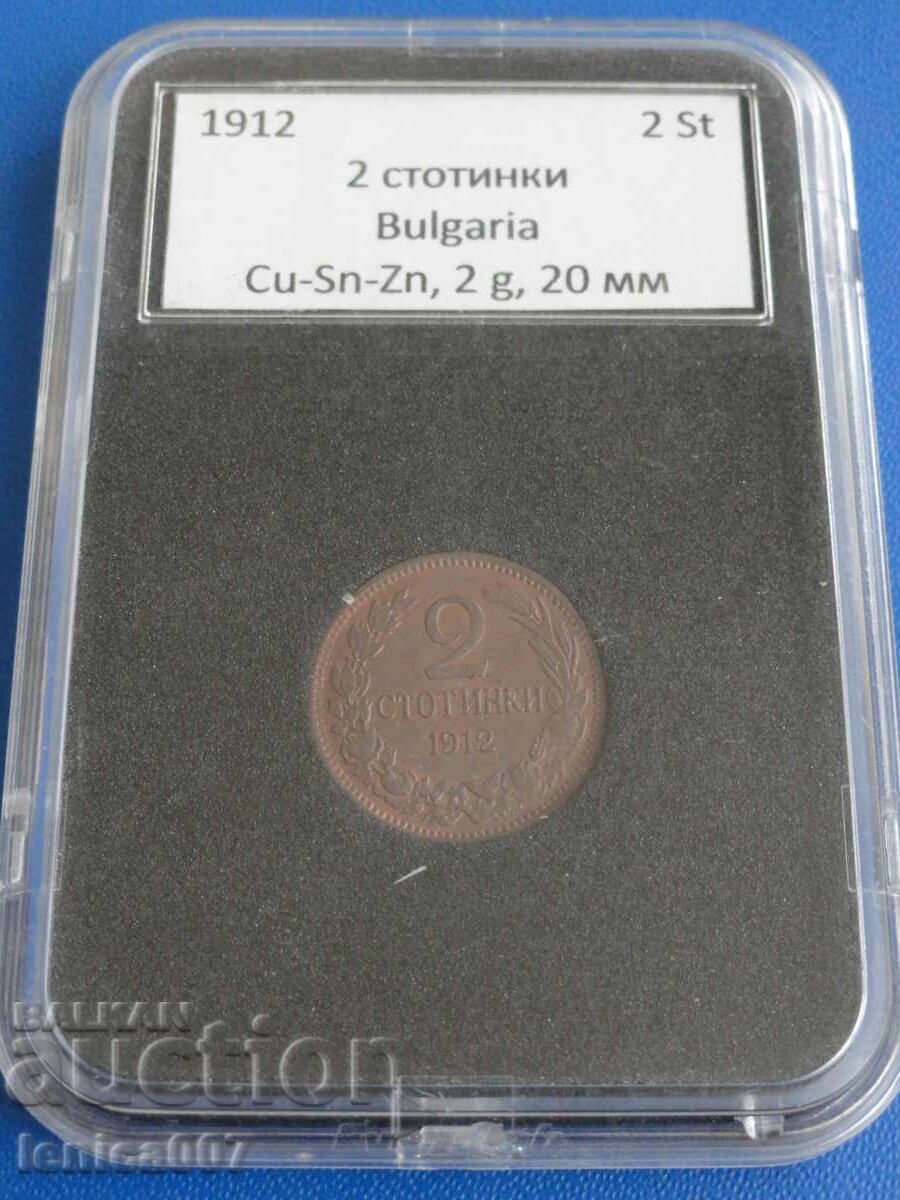 1912 2 St
2 стотинки
Bulgaria
Cu-Sn-Zn, 2 g, 20 мм
2
СТОТИНКИ
1912
BALKAN
auction
lenica007